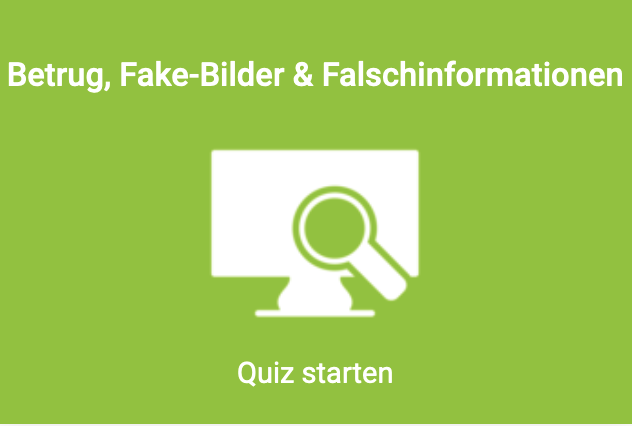 Betrug, Fake-Bilder & Falschinformationen
Quiz starten